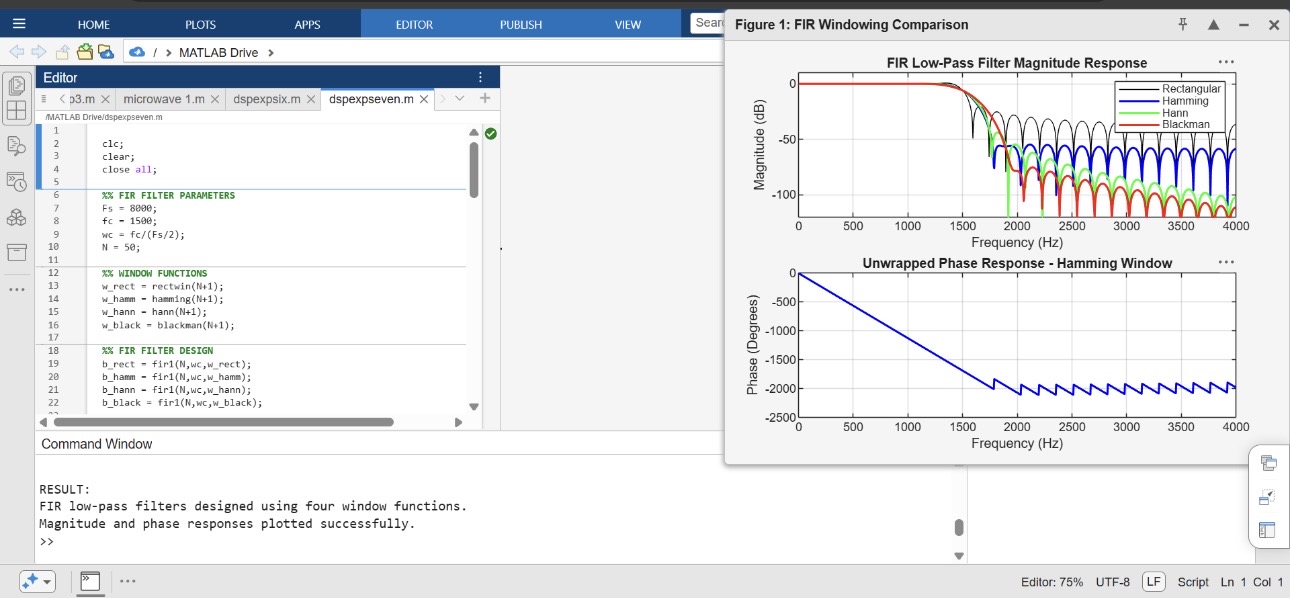 HOME PLOTS APPS EDITOR PUBLISH VIEW Sear
/ > MATLAB Drive >
Editor
p3.m × microwave 1.m × dspexpsix.m × dspexpseven.m ×
/MATLAB Drive/dspexpseven.m
1
2 clc;
3 clear;
4 close all;
5
6 %% FIR FILTER PARAMETERS
7 Fs = 8000;
8 fc = 1500;
9 wc = fc/(Fs/2);
10 N = 50;
11
12 %% WINDOW FUNCTIONS
13 w_rect = rectwin(N+1);
14 w_hamm = hamming(N+1);
15 w_hann = hann(N+1);
16 w_black = blackman(N+1);
17
18 %% FIR FILTER DESIGN
19 b_rect = fir1(N,wc,w_rect);
20 b_hamm = fir1(N,wc,w_hamm);
21 b_hann = fir1(N,wc,w_hann);
22 b_black = fir1(N,wc,w_black);
Command Window
RESULT:
FIR low-pass filters designed using four window functions.
Magnitude and phase responses plotted successfully.
>>
Figure 1: FIR Windowing Comparison
FIR Low-Pass Filter Magnitude Response
Magnitude (dB)
0
-50
-100
Rectangular
Hamming
Hann
Blackman
0 500 1000 1500 2000 2500 3000 3500 4000
Frequency (Hz)
Unwrapped Phase Response - Hamming Window
Phase (Degrees)
0
-500
-1000
-1500
-2000
-2500
0 500 1000 1500 2000 2500 3000 3500 4000
Frequency (Hz)
Editor: 75% UTF-8 LF Script Ln 1 Col 1